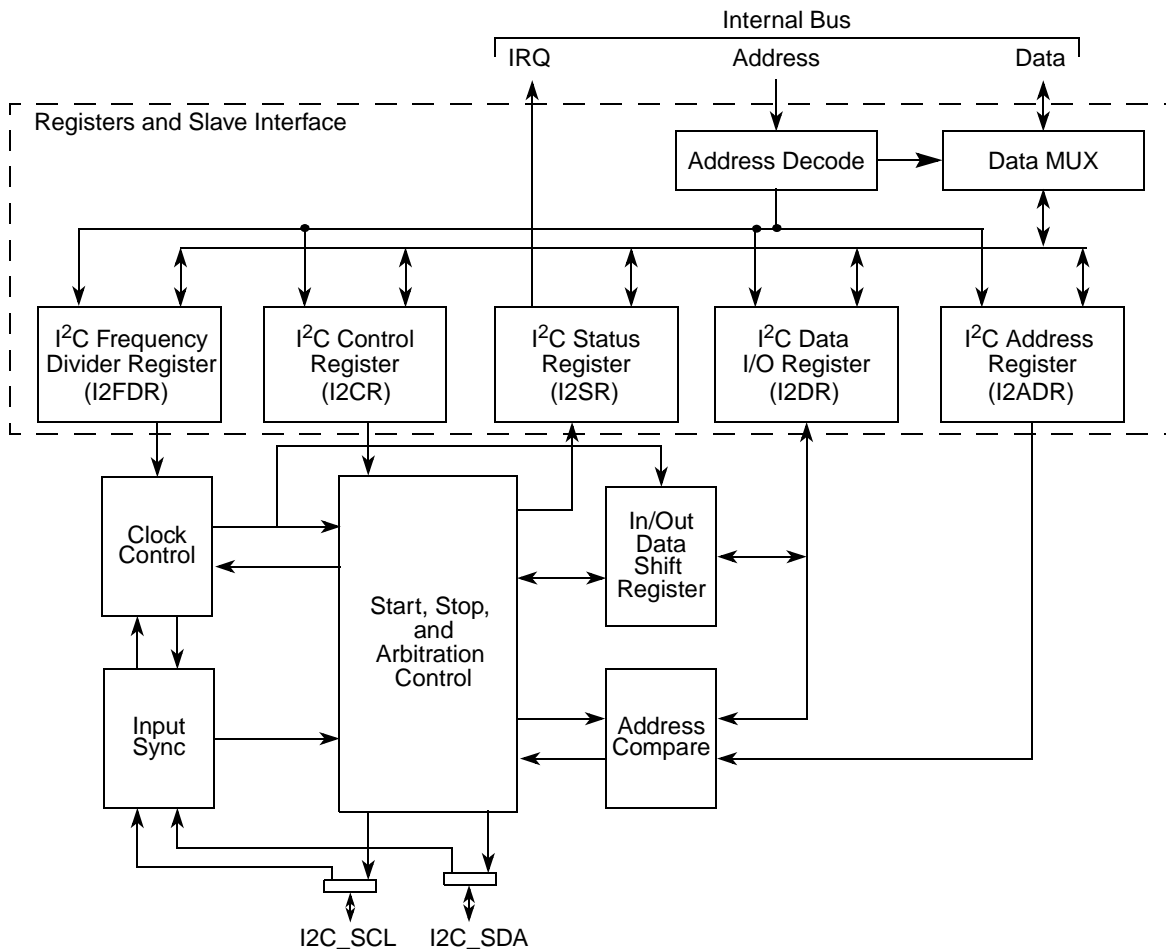 Internal Bus
IRQ
Address
Data
Registers and Slave Interface
Address Decode
Data MUX
I²C Frequency
Divider Register
(I2FDR)
I²C Control
Register
(I2CR)
I²C Status
Register
(I2SR)
I²C Data
I/O Register
(I2DR)
I²C Address
Register
(I2ADR)
Clock
Control
Start, Stop,
and
Arbitration
Control
In/Out
Data
Shift
Register
Input
Sync
Address
Compare
I2C_SCL
I2C_SDA